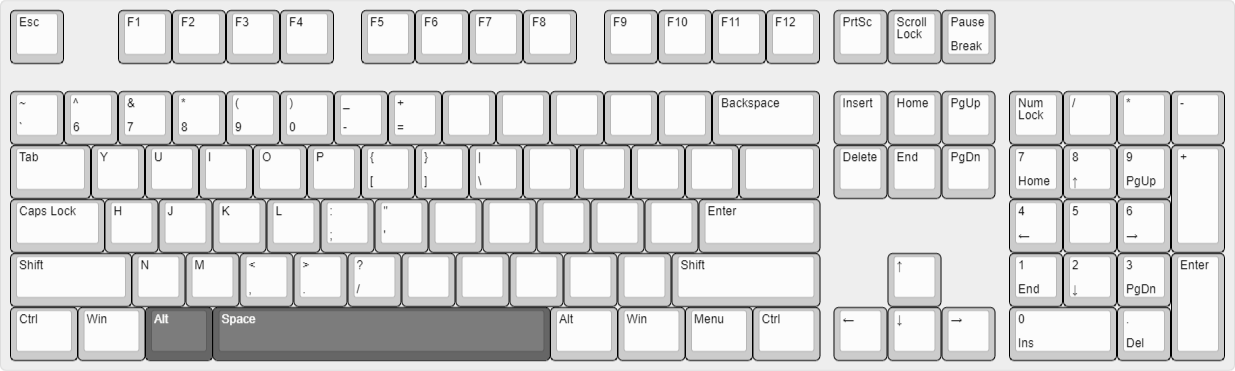 Esc F1 F2 F3 F4 F5 F6 F7 F8 F9 F10 F11 F12 PrtSc Scroll Pause
Lock Break
~ ^ & * ( ) _ + Backspace Insert Home PgUp Num / * -
` 6 7 8 9 0 - = Lock
Tab Y U I O P { } | Delete End PgDn 7 8 9 +
[ ] \ Home ↑ PgUp
Caps Lock H J K L : " Enter 4 5 6
; ' ← →
Shift N M < > ? Shift ↑ 1 2 3 Enter
, . / End ↓ PgDn
Ctrl Win Alt Space Alt Win Menu Ctrl ← ↓ → 0 .
Ins Del